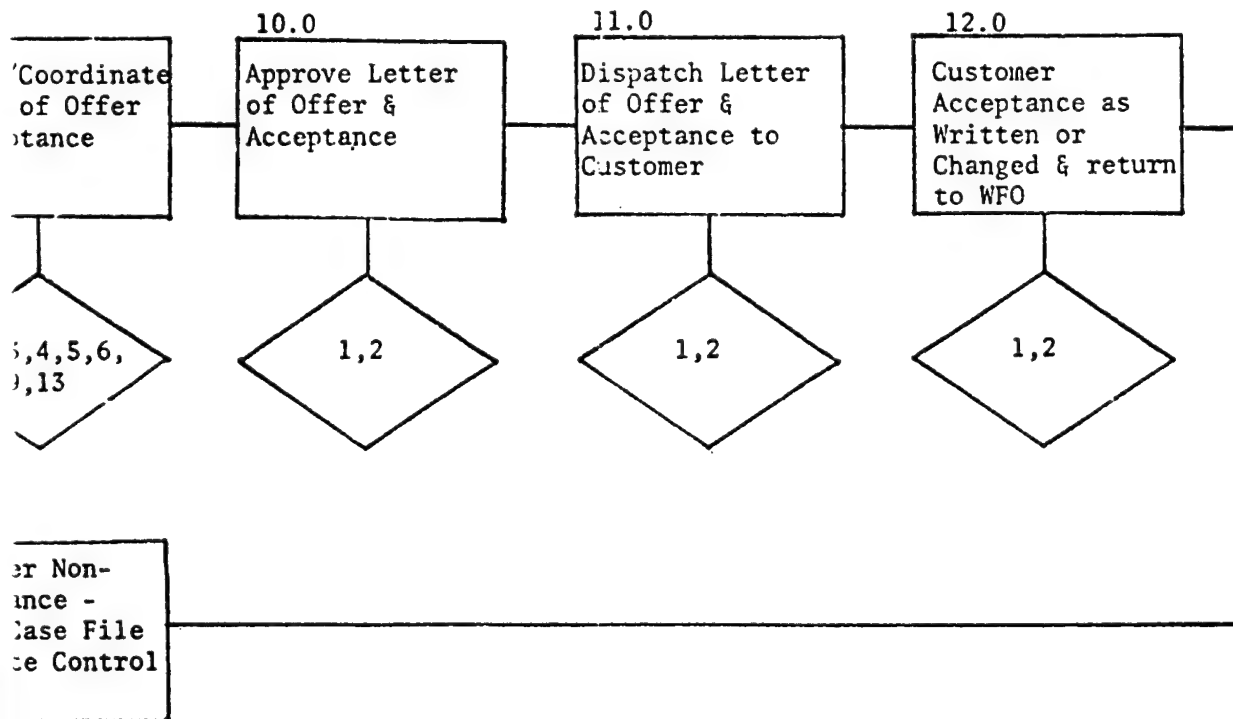 10.0
11.0
12.0
/Coordinate
of Offer
Approve Letter
of Offer &
Acceptance
Dispatch Letter
of Offer &
Acceptance to
Customer
Customer
Acceptance as
Written or
Changed & return
to WFO
,4,5,6,
,13
1,2
1,2
1,2
Non-
-
Case File
Control